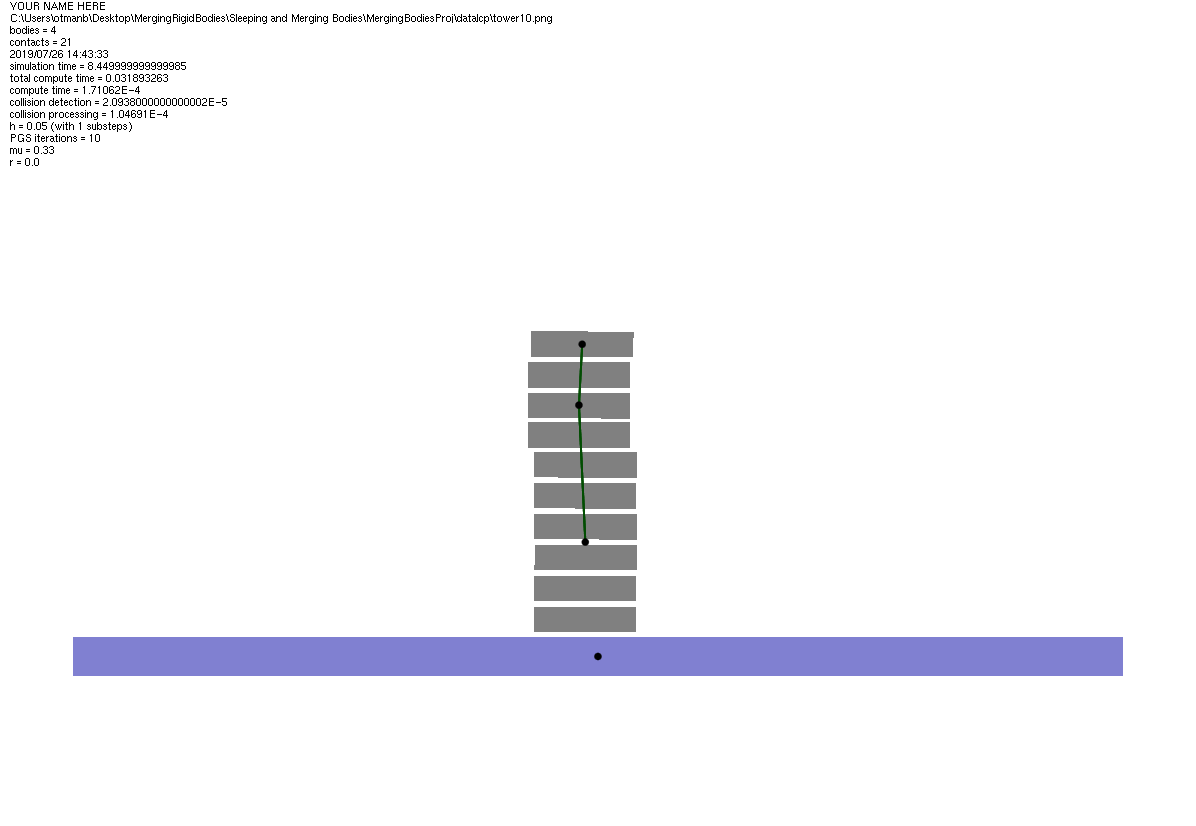 YOUR NAME HERE
C:\Users\otmanb\Desktop\MergingRigidBodies\Sleeping and Merging Bodies\MergingBodiesProj\datalcp\tower10.png
bodies = 4
contacts = 21
2019/07/26 14:43:33
simulation time = 8.449999999999985
total compute time = 0.031893263
compute time = 1.71062E-4
collision detection = 2.0938000000000002E-5
collision processing = 1.04691E-4
h = 0.05 (with 1 substeps)
PGS iterations = 10
mu = 0.33
r = 0.0